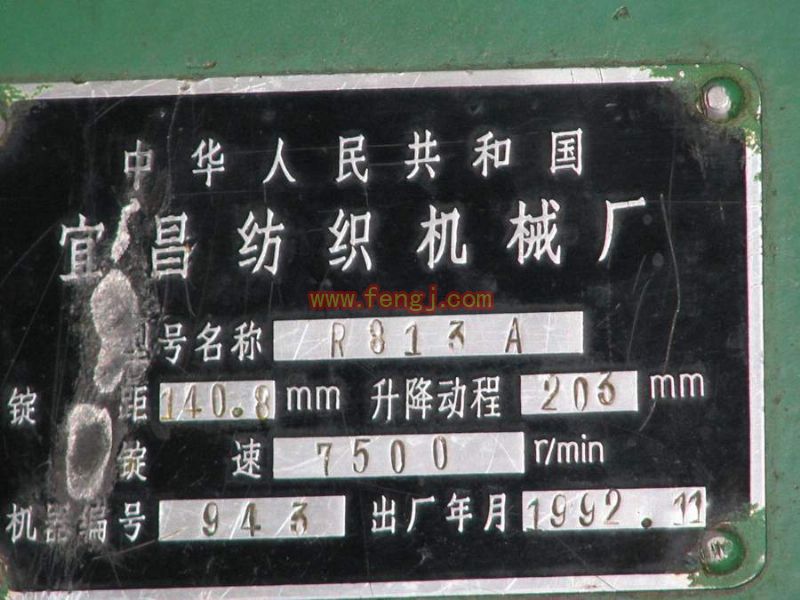 中华人民共和国
宜昌纺织机械厂
www.fengj.com
型号名称 R813A
锭距 140.8 mm 升降动程 203 mm
锭速 7500 r/min
机器编号 943 出厂年月 1992.11